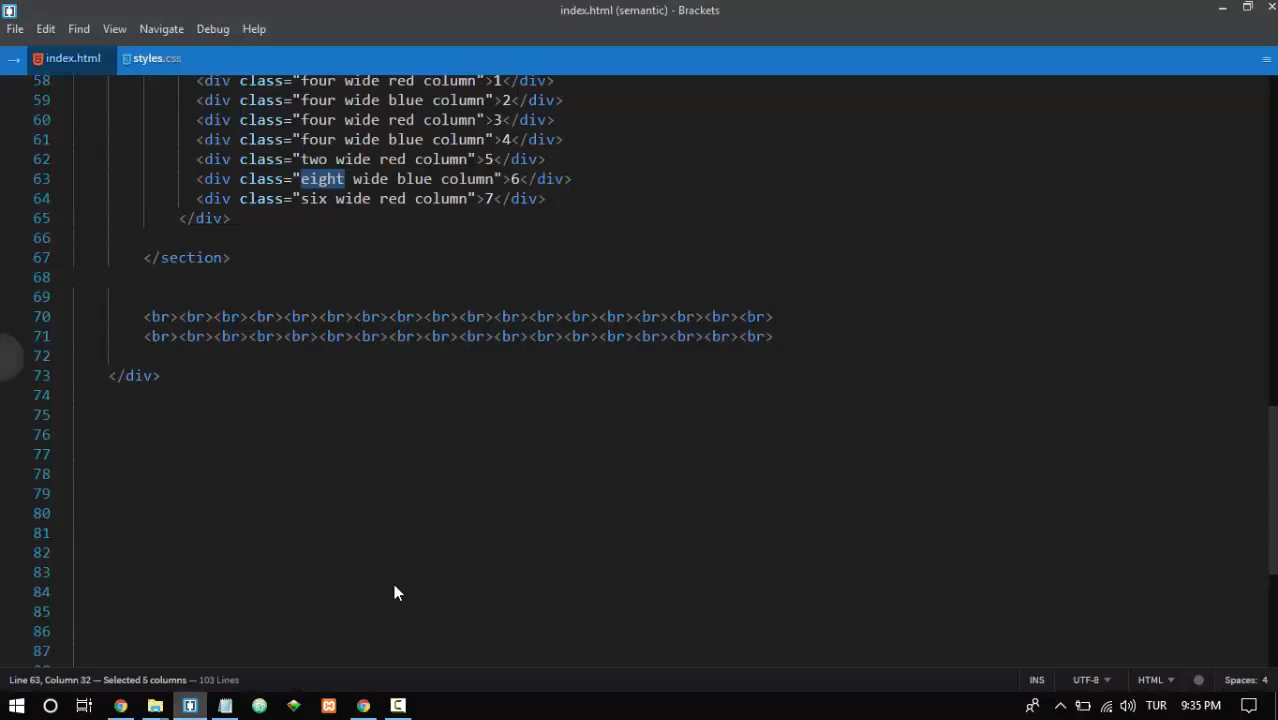 index.html (semantic) - Brackets
File Edit Find View Navigate Debug Help
index.html styles.css
58 <div class="four wide red column">1</div>
59 <div class="four wide blue column">2</div>
60 <div class="four wide red column">3</div>
61 <div class="four wide blue column">4</div>
62 <div class="two wide red column">5</div>
63 <div class="eight wide blue column">6</div>
64 <div class="six wide red column">7</div>
65 </div>
66
67 </section>
68
69
70 <br><br><br><br><br><br><br><br><br><br><br><br><br><br><br><br><br><br>
71 <br><br><br><br><br><br><br><br><br><br><br><br><br><br><br><br><br><br>
72
73 </div>
74
75
76
77
78
79
80
81
82
83
84
85
86
87
Line 63, Column 32 — Selected 5 columns — 103 Lines INS UTF-8 HTML Spaces: 4
TUR 9:35 PM